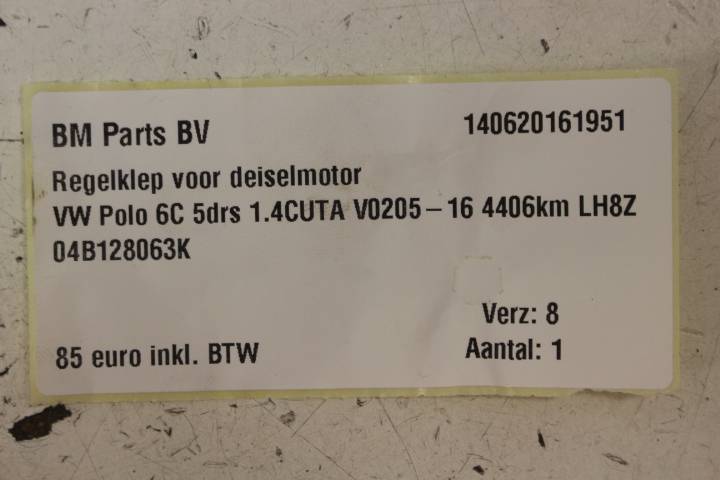 BM Parts BV
140620161951
Regelklep voor deiselmotor
VW Polo 6C 5drs 1.4CUTA V0205-16 4406km LH8Z
04B128063K
Verz: 8
85 euro inkl. BTW
Aantal: 1